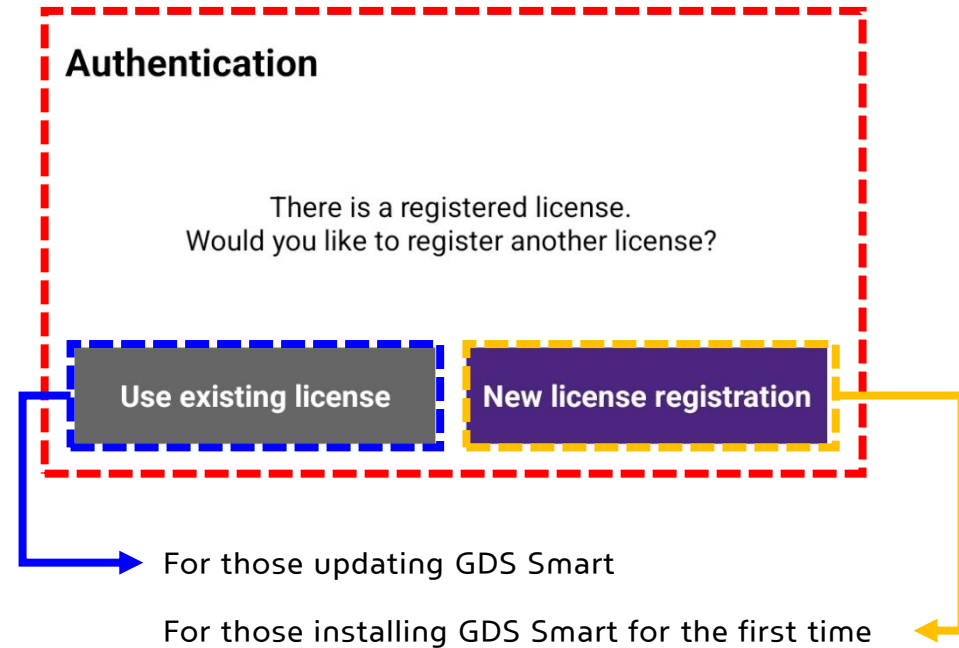 Authentication
There is a registered license.
Would you like to register another license?
Use existing license
New license registration
For those updating GDS Smart
For those installing GDS Smart for the first time